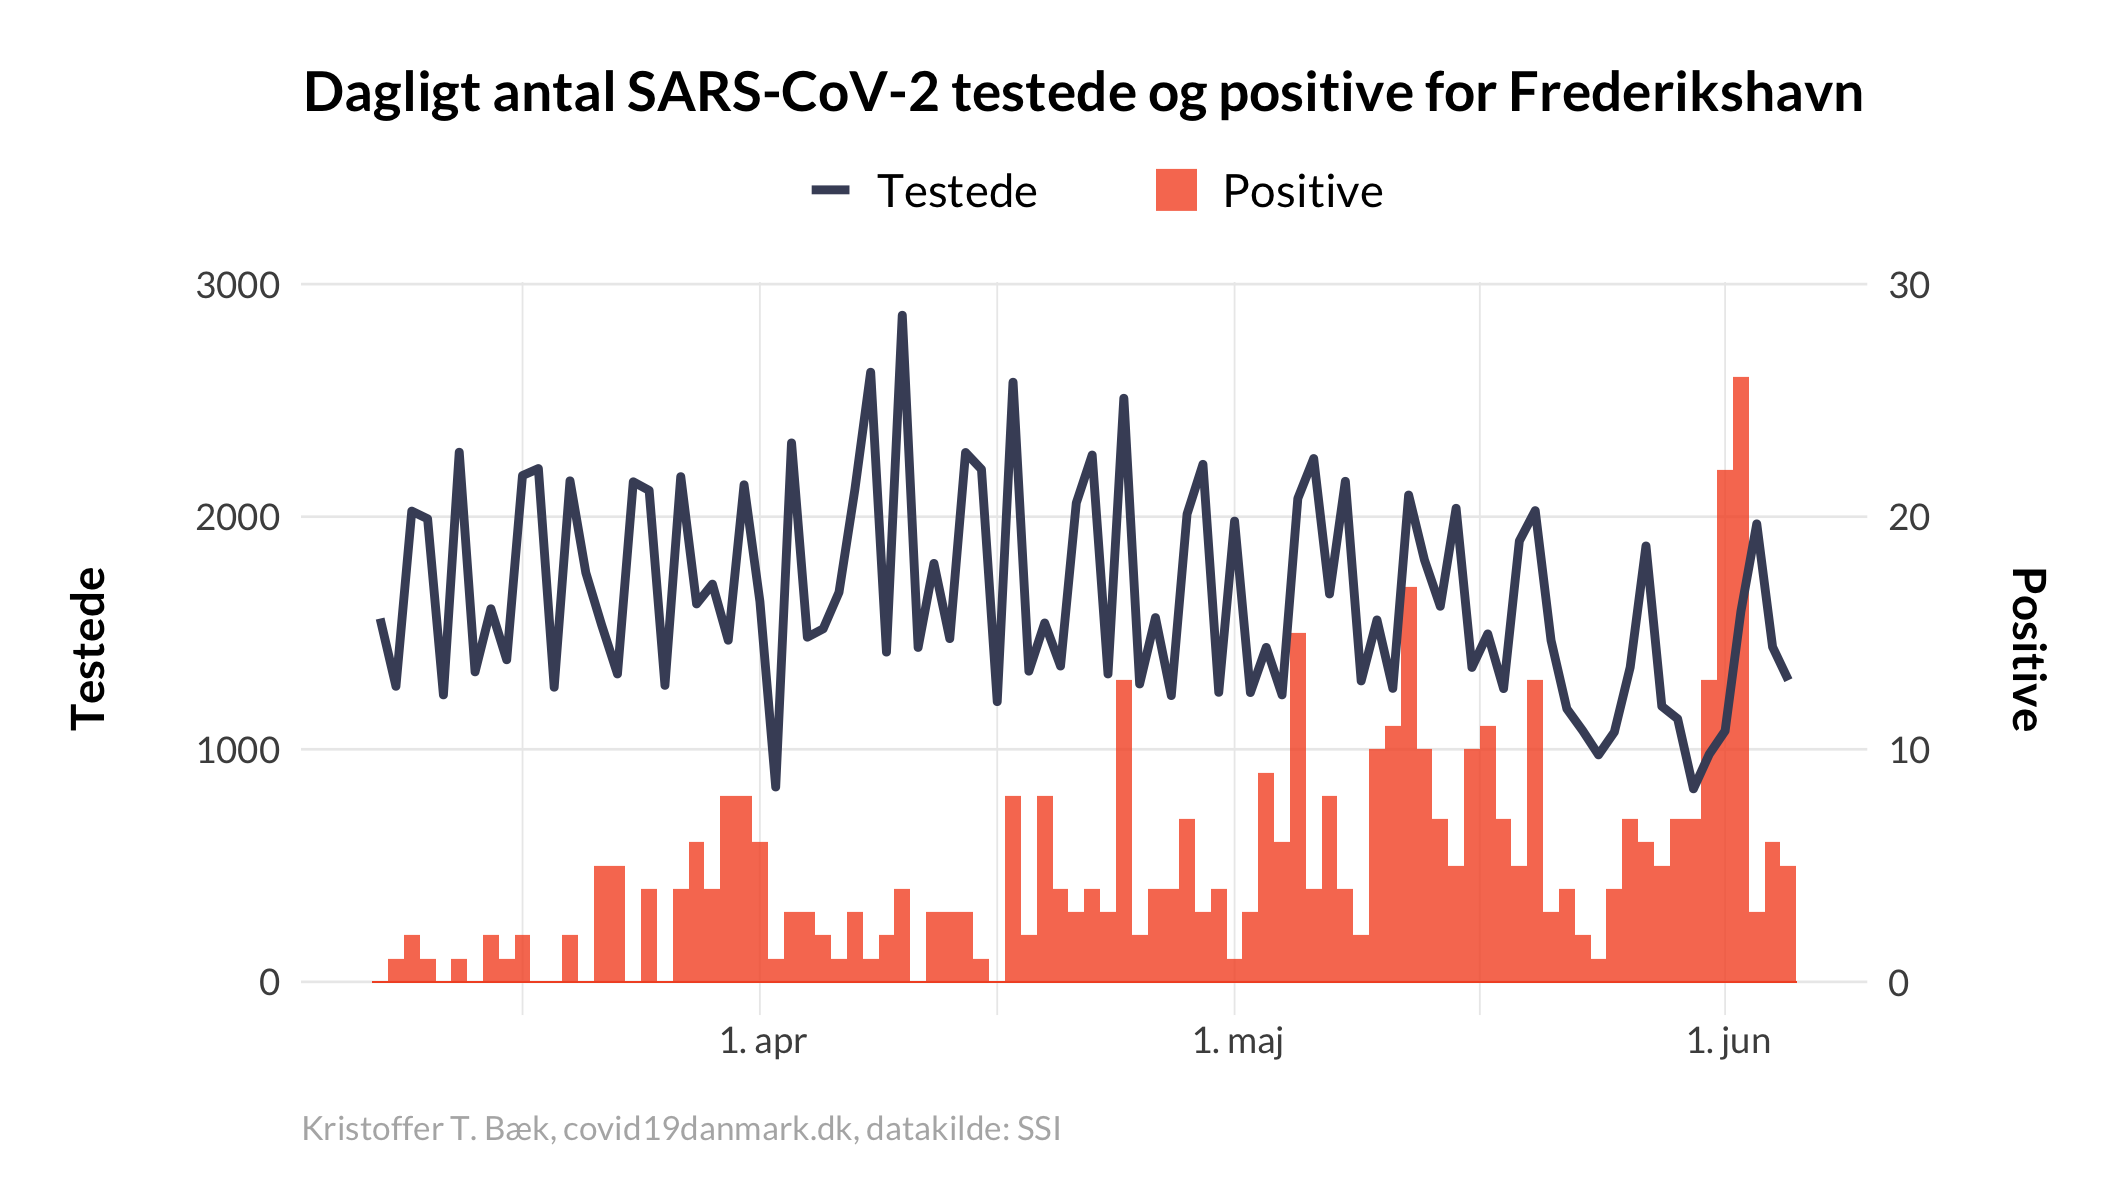 Dagligt antal SARS-CoV-2 testede og positive for Frederikshavn
Testede Positive
3000 30
2000 20
1000 10
0 0
Testede
Positive
1. apr 1. maj 1. jun
Kristoffer T. Bæk, covid19danmark.dk, datakilde: SSI